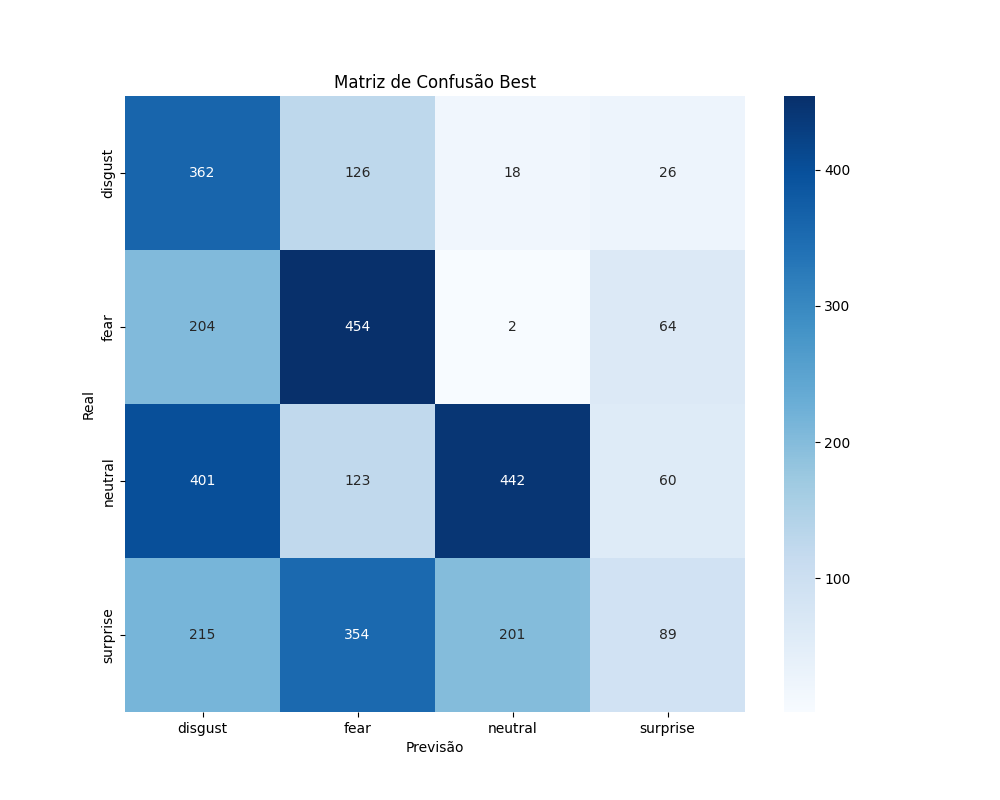 Matriz de Confusão Best
disgust 362 126 18 26
fear 204 454 2 64
neutral 401 123 442 60
surprise 215 354 201 89
disgust fear neutral surprise
Previsão
Real
400
300
200
100